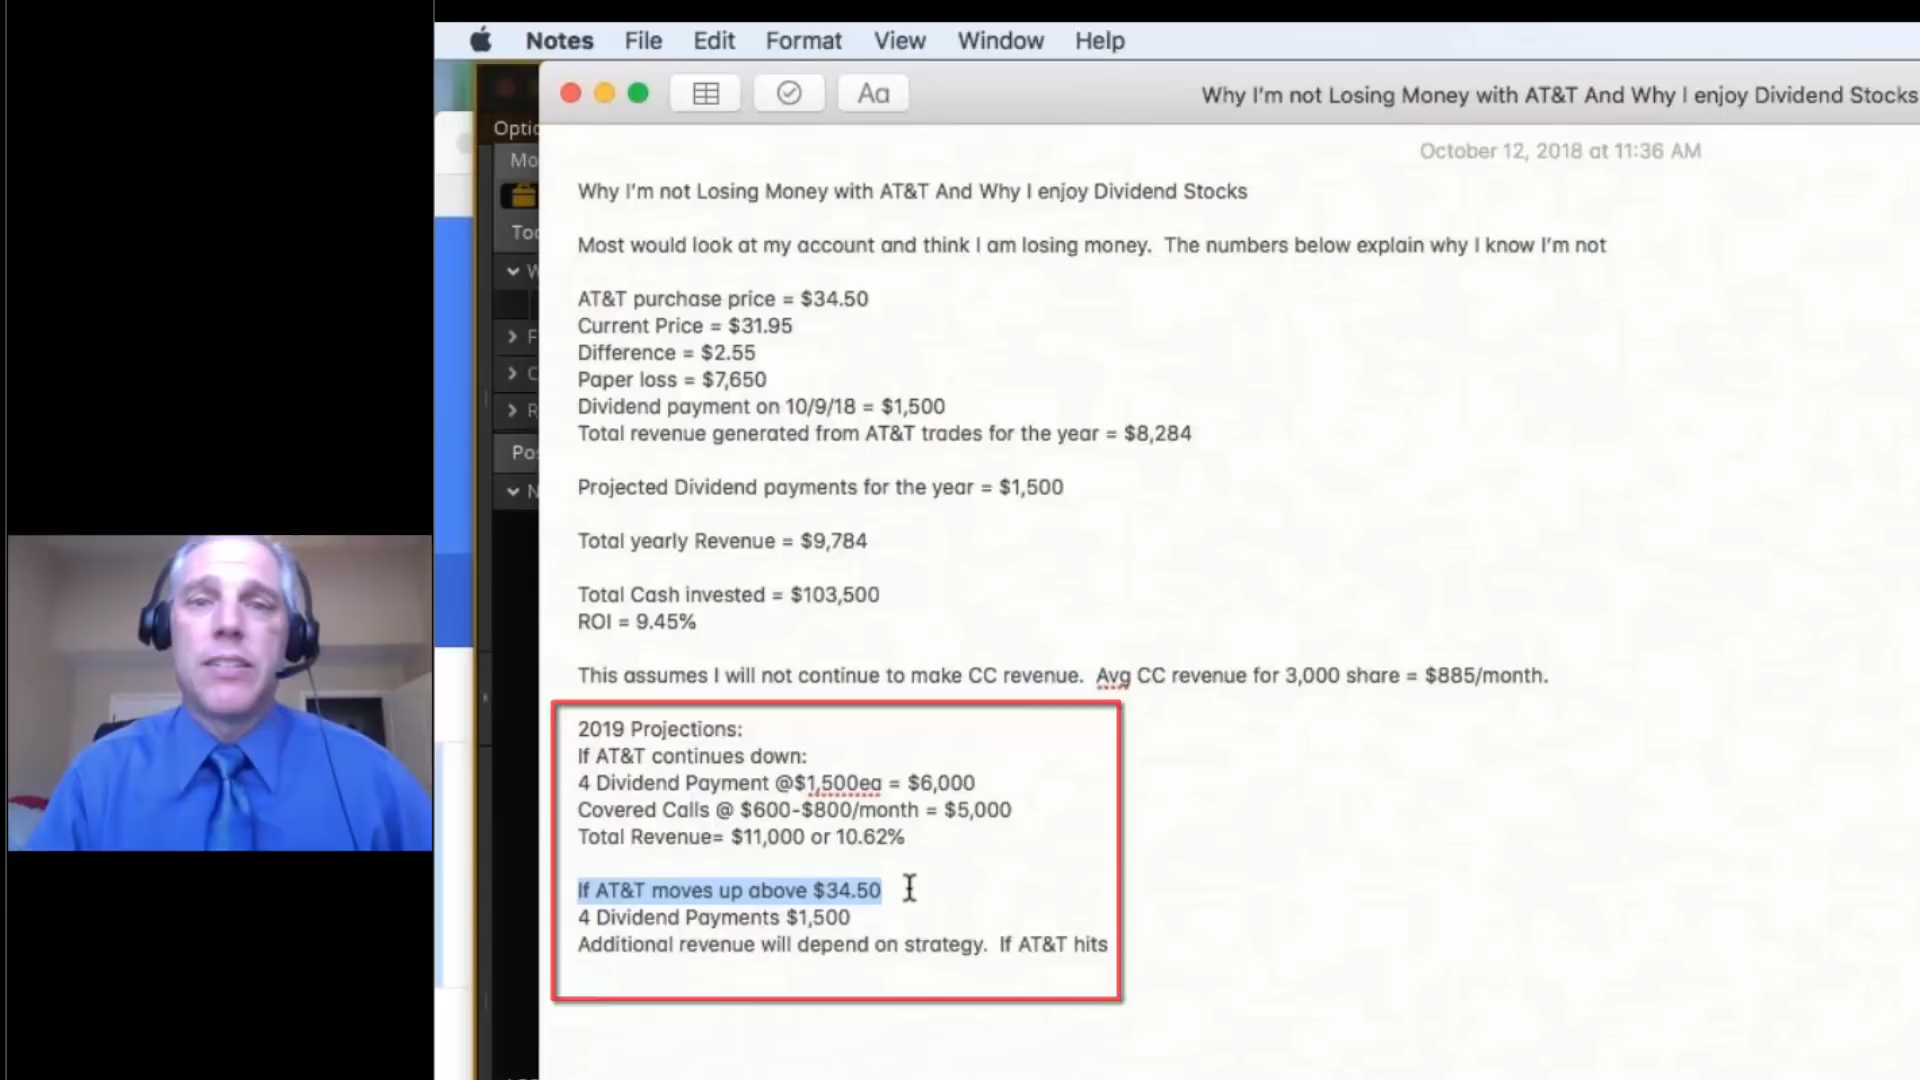 Notes File Edit Format View Window Help
Aa
Why I'm not Losing Money with AT&T And Why I enjoy Dividend Stocks
October 12, 2018 at 11:36 AM
Why I'm not Losing Money with AT&T And Why I enjoy Dividend Stocks
Most would look at my account and think I am losing money. The numbers below explain why I know I'm not
AT&T purchase price = $34.50
Current Price = $31.95
Difference = $2.55
Paper loss = $7,650
Dividend payment on 10/9/18 = $1,500
Total revenue generated from AT&T trades for the year = $8,284
Projected Dividend payments for the year = $1,500
Total yearly Revenue = $9,784
Total Cash invested = $103,500
ROI = 9.45%
This assumes I will not continue to make CC revenue. Avg CC revenue for 3,000 share = $885/month.
2019 Projections:
If AT&T continues down:
4 Dividend Payment @$1,500ea = $6,000
Covered Calls @ $600-$800/month = $5,000
Total Revenue= $11,000 or 10.62%
If AT&T moves up above $34.50
4 Dividend Payments $1,500
Additional revenue will depend on strategy. If AT&T hits